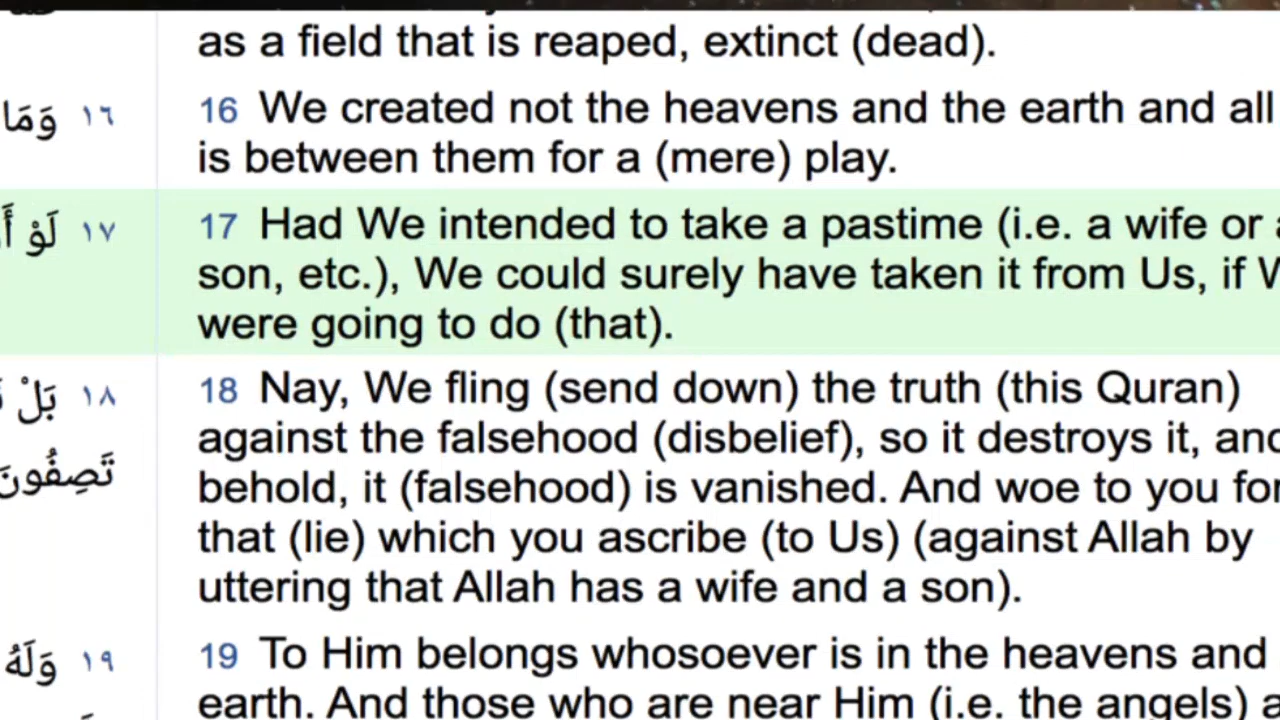 as a field that is reaped, extinct (dead).
١٦ وَمَا
16 We created not the heavens and the earth and all
is between them for a (mere) play.
١٧ لَوْ
17 Had We intended to take a pastime (i.e. a wife or
son, etc.), We could surely have taken it from Us, if
were going to do (that).
١٨ بَلْ
18 Nay, We fling (send down) the truth (this Quran)
against the falsehood (disbelief), so it destroys it, and
تَصِفُونَ
behold, it (falsehood) is vanished. And woe to you for
that (lie) which you ascribe (to Us) (against Allah by
uttering that Allah has a wife and a son).
١٩ وَلَهُ
19 To Him belongs whosoever is in the heavens and
earth. And those who are near Him (i.e. the angels)